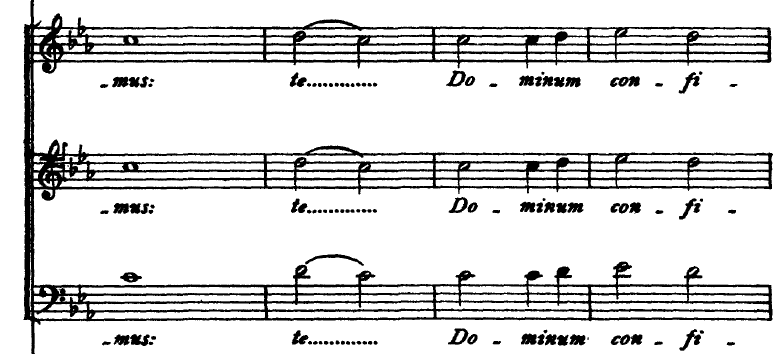 - mus: te............. Do - minum con - fi -
- mus: te............. Do - minum con - fi -
- mus: te............. Do - minum con - fi -